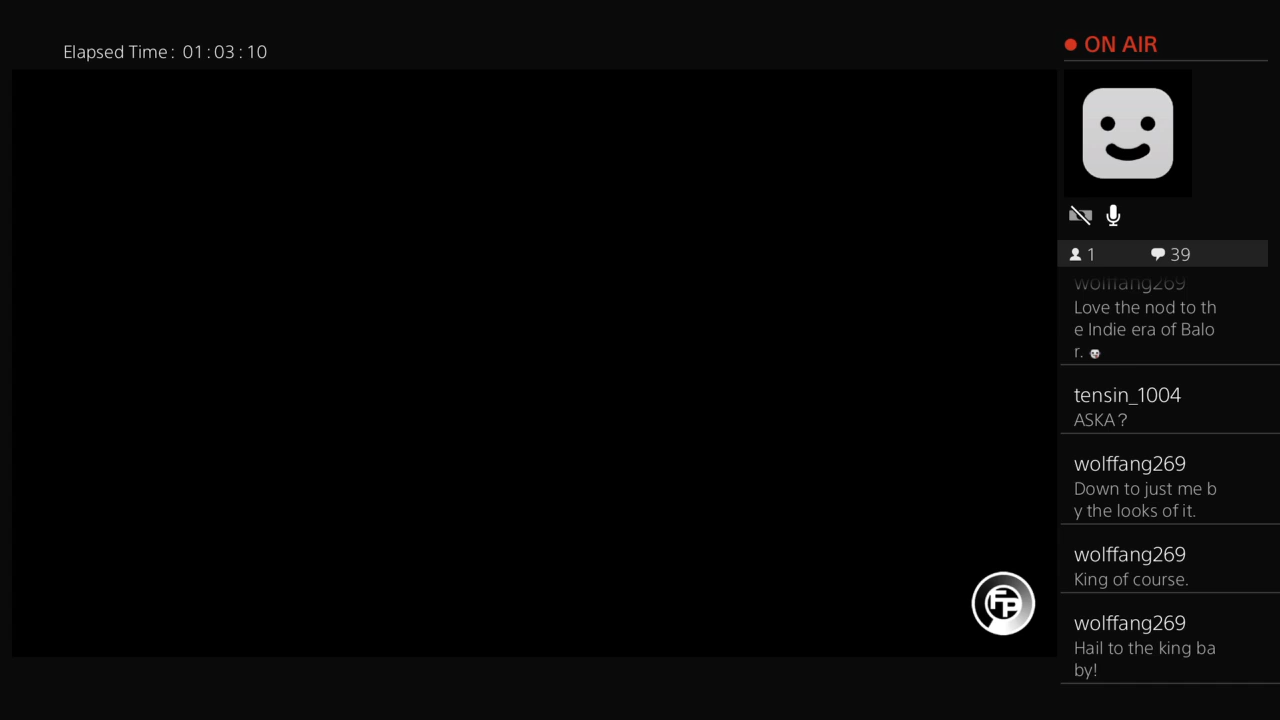 Elapsed Time: 01:03:10
ON AIR
1
39
wolffang269
Love the nod to th
e Indie era of Balo
r.
tensin_1004
ASKA？
wolffang269
Down to just me b
y the looks of it.
wolffang269
King of course.
wolffang269
Hail to the king ba
by!